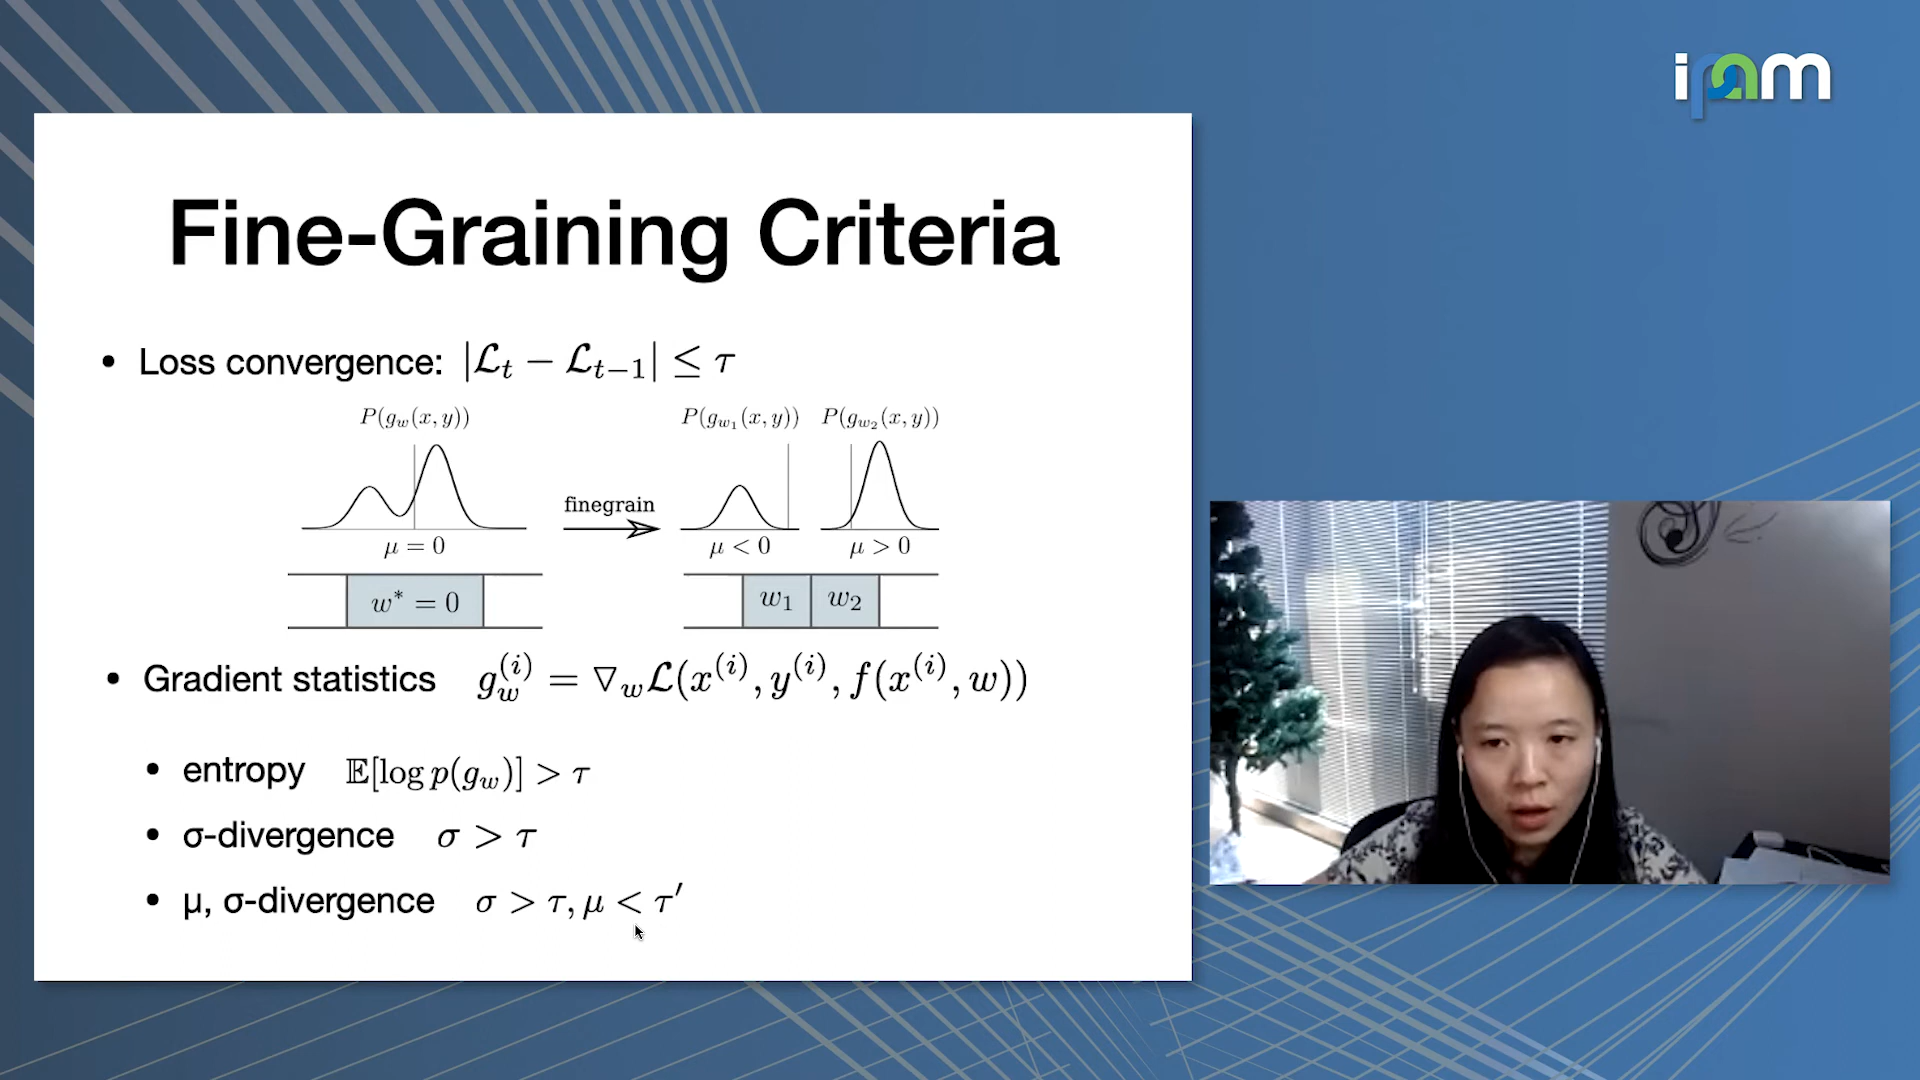 ipam
Fine-Graining Criteria
• Loss convergence: |ℒ_t − ℒ_{t−1}| ≤ τ
P(g_w(x, y))
P(g_{w_1}(x, y)) P(g_{w_2}(x, y))
finegrain
μ = 0
μ < 0 μ > 0
w* = 0
w_1 w_2
• Gradient statistics g_w^{(i)} = ∇_w ℒ(x^{(i)}, y^{(i)}, f(x^{(i)}, w))
• entropy 𝔼[log p(g_w)] > τ
• σ-divergence σ > τ
• μ, σ-divergence σ > τ, μ < τ′